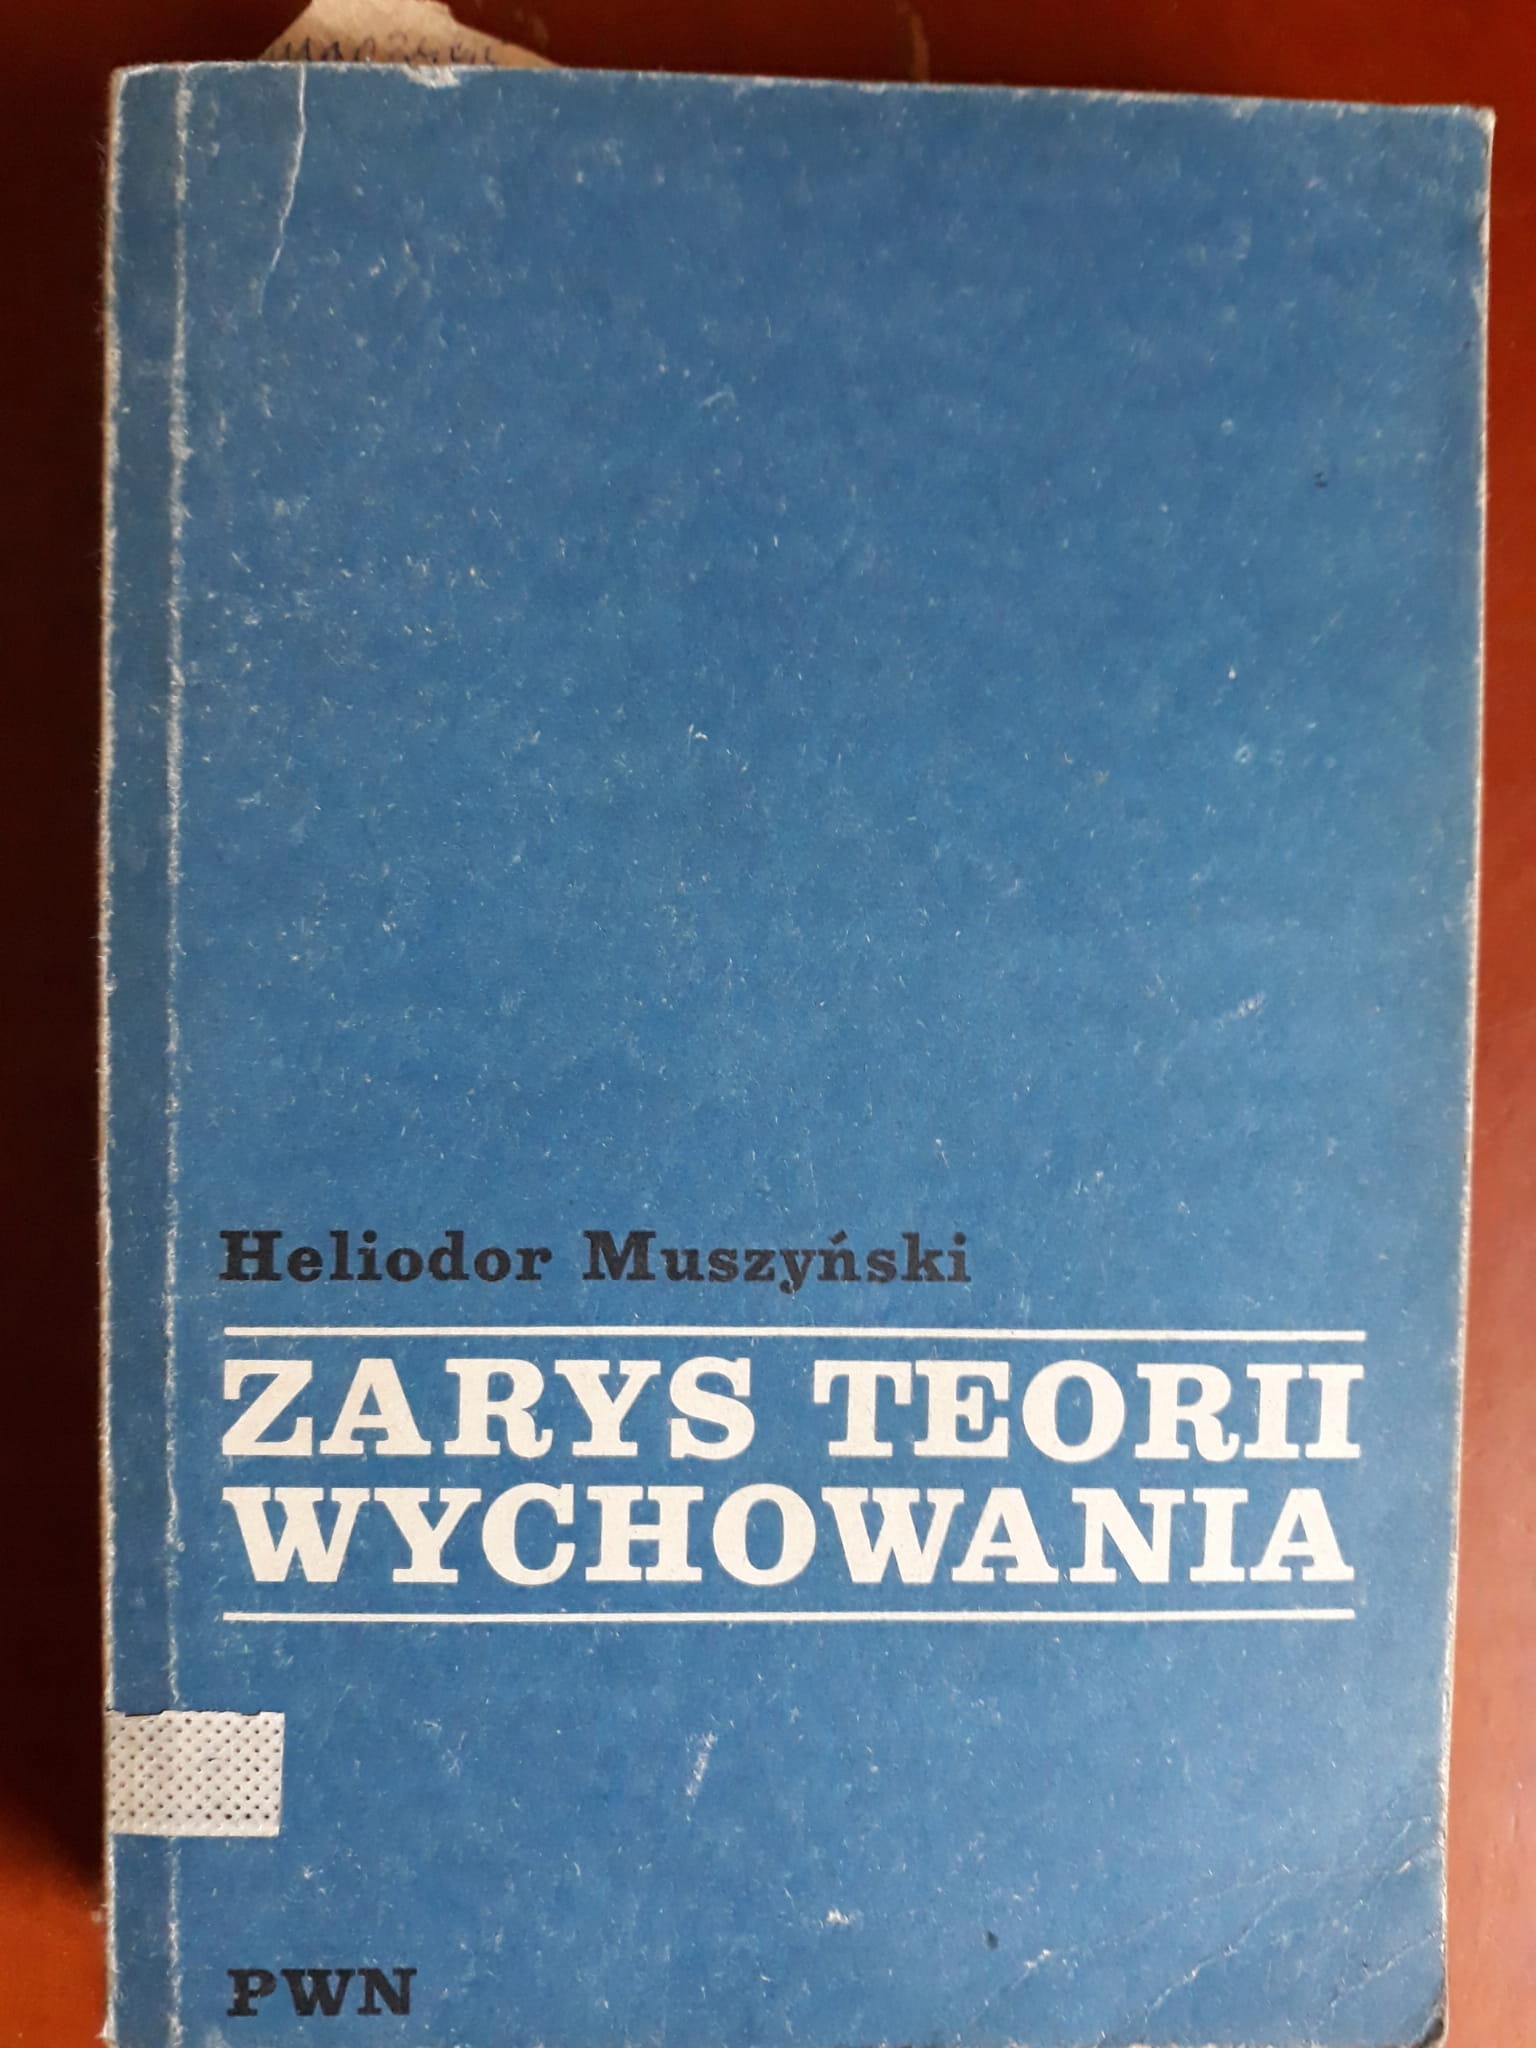 Heliodor Muszyński
ZARYS TEORII
WYCHOWANIA
PWN